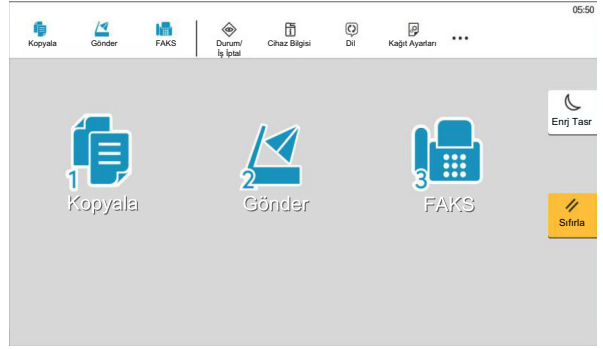 05:50
Kopyala
Gönder
FAKS
Durum/
İş İptal
Cihaz Bilgisi
Dil
Kağıt Ayarları
Enrj Tasr
1
Kopyala
2
Gönder
3
FAKS
Sıfırla